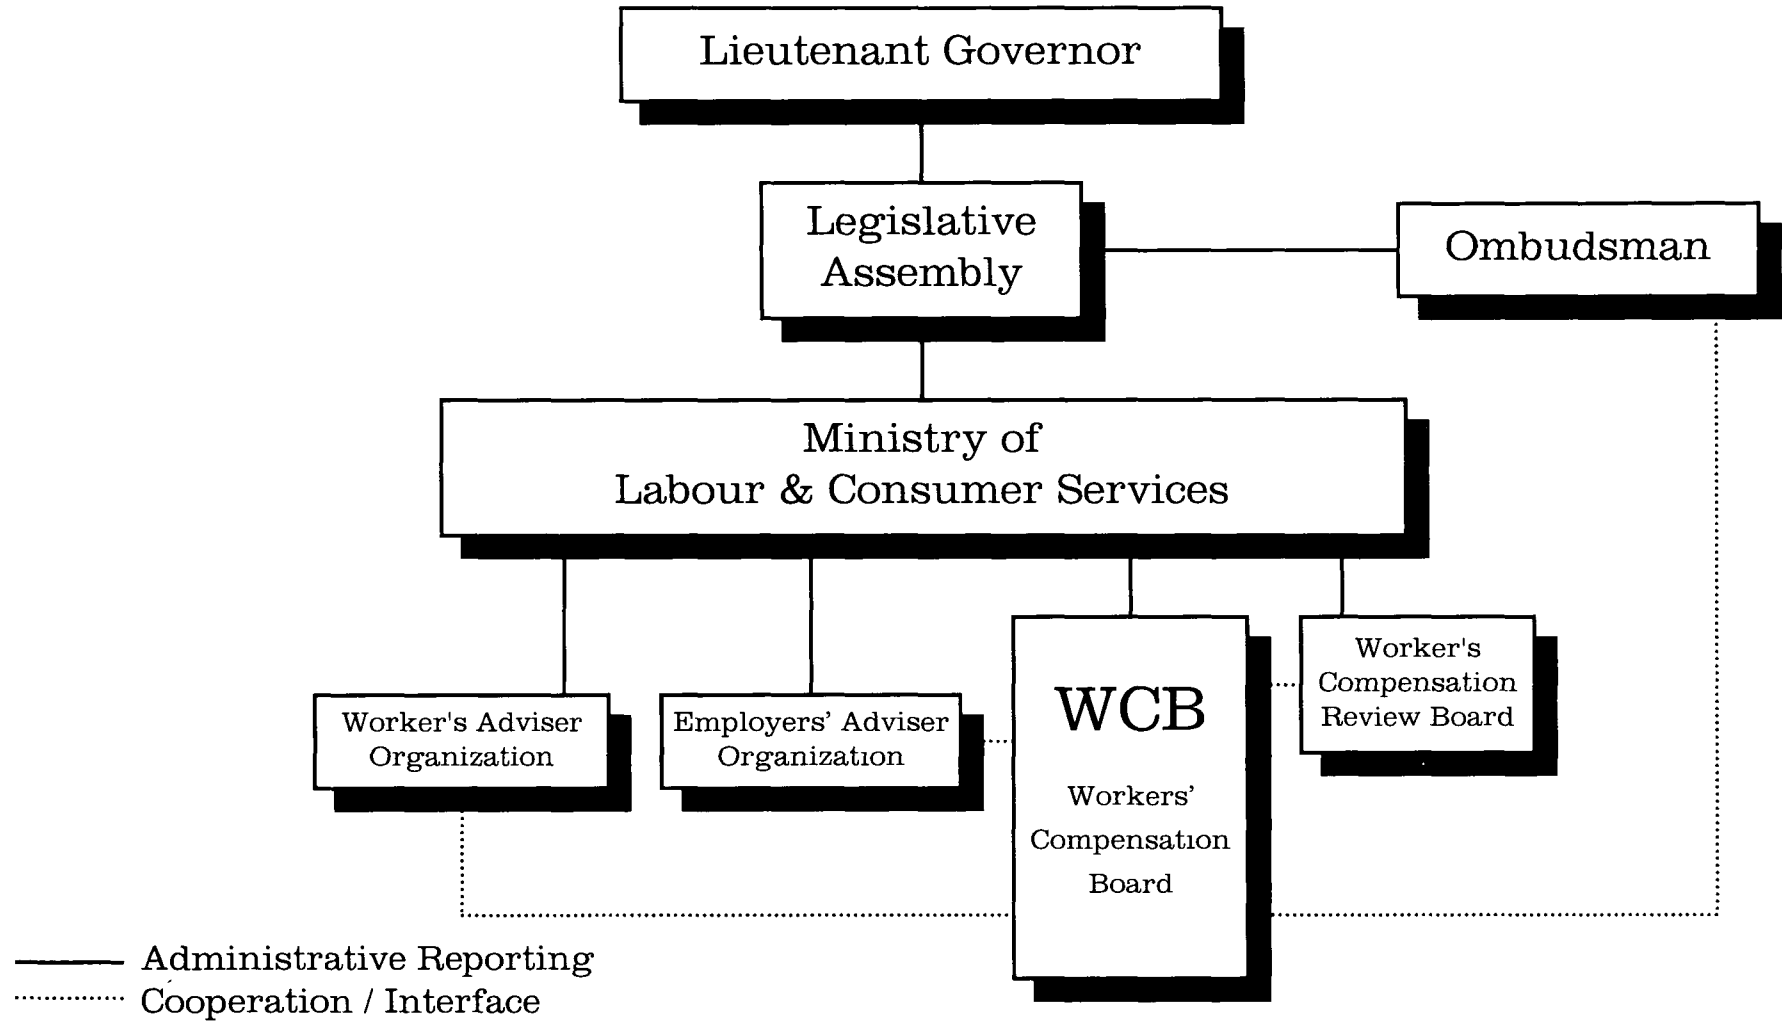 Lieutenant Governor
Legislative
Assembly
Ombudsman
Ministry of
Labour & Consumer Services
Worker's Adviser
Organization
Employers’ Adviser
Organization
WCB
Workers’
Compensation
Board
Worker's
Compensation
Review Board
Administrative Reporting
Cooperation / Interface